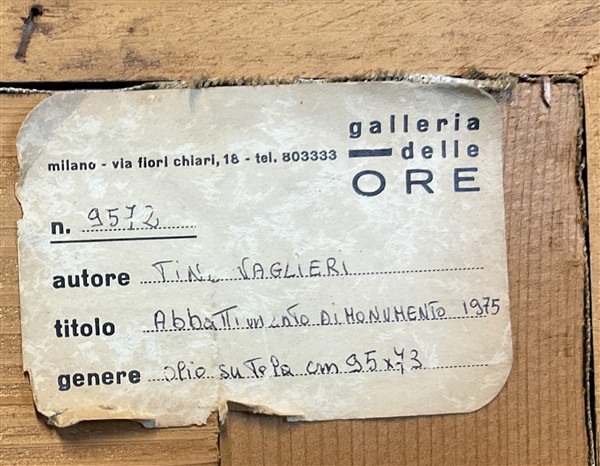 galleria
delle
ORE
milano - via fiori chiari, 18 - tel. 803333
n. 9572
autore TINO VAGLIERI
titolo Abbattimento DI MONUMENTO 1975
genere olio su Tela cm 95x73